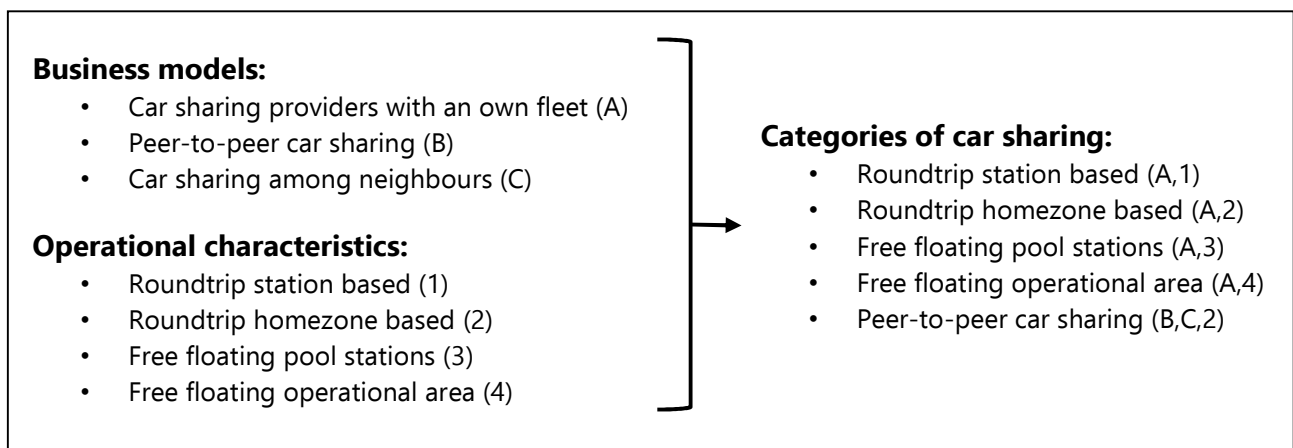 Business models:
• Car sharing providers with an own fleet (A)
• Peer-to-peer car sharing (B)
• Car sharing among neighbours (C)
Operational characteristics:
• Roundtrip station based (1)
• Roundtrip homezone based (2)
• Free floating pool stations (3)
• Free floating operational area (4)
Categories of car sharing:
• Roundtrip station based (A,1)
• Roundtrip homezone based (A,2)
• Free floating pool stations (A,3)
• Free floating operational area (A,4)
• Peer-to-peer car sharing (B,C,2)